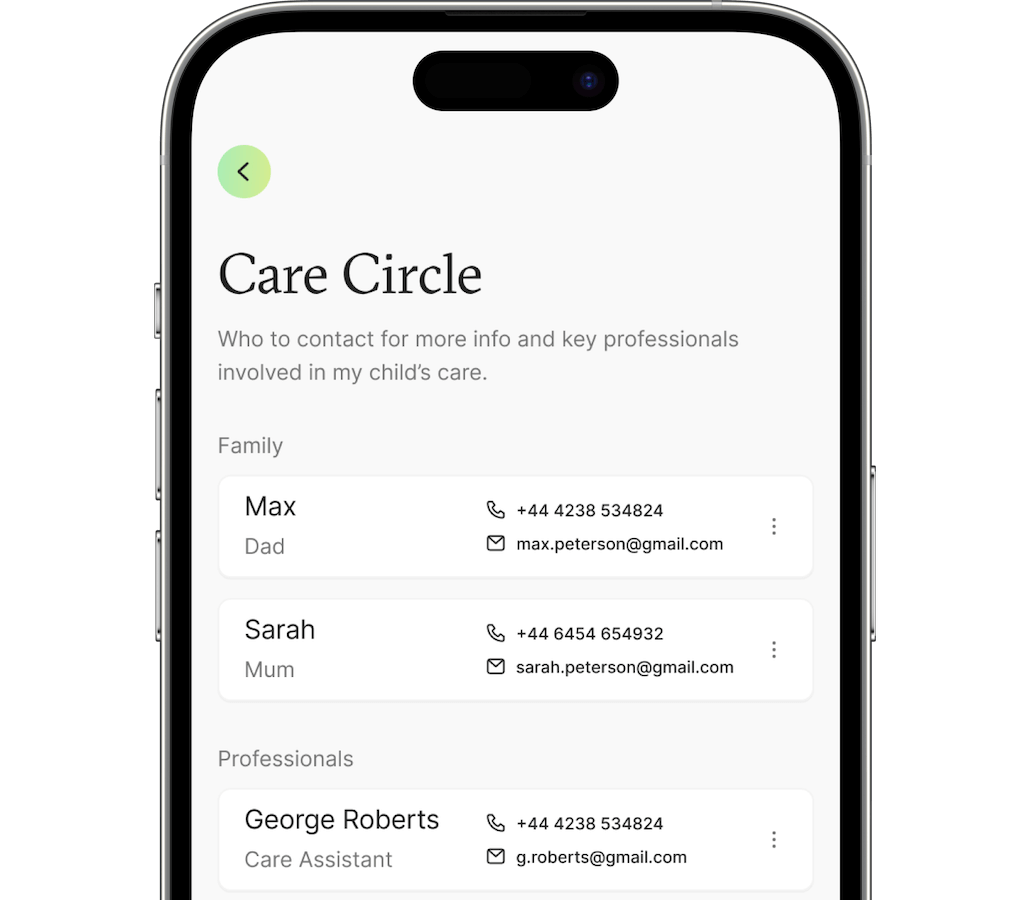 Care Circle
Who to contact for more info and key professionals
involved in my child’s care.
Family
Max
Dad
+44 4238 534824
max.peterson@gmail.com
Sarah
Mum
+44 6454 654932
sarah.peterson@gmail.com
Professionals
George Roberts
Care Assistant
+44 4238 534824
g.roberts@gmail.com